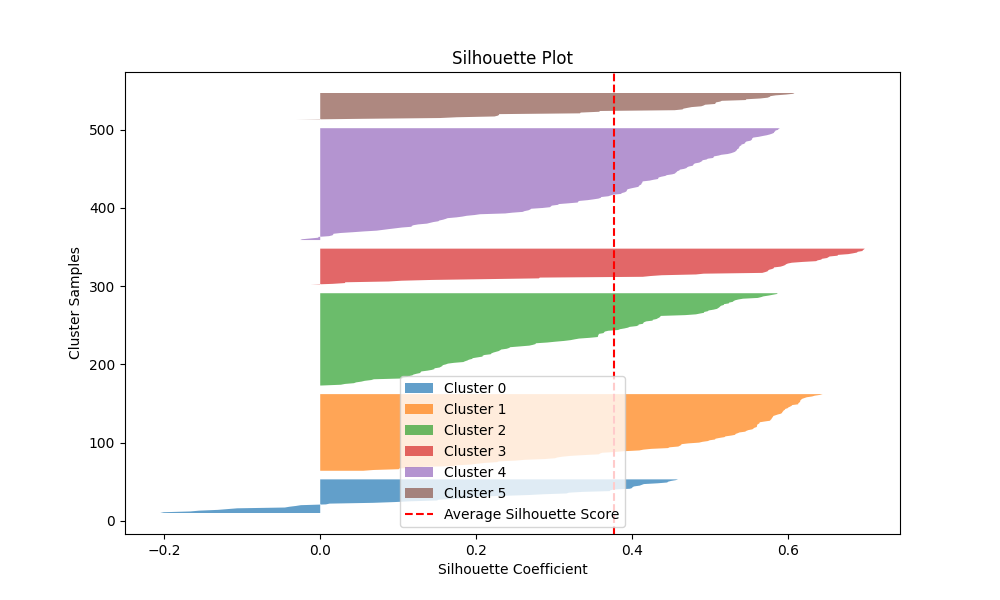 Silhouette Plot
Cluster Samples
500
400
300
200
100
0
Cluster 0
Cluster 1
Cluster 2
Cluster 3
Cluster 4
Cluster 5
Average Silhouette Score
−0.2 0.0 0.2 0.4 0.6
Silhouette Coefficient